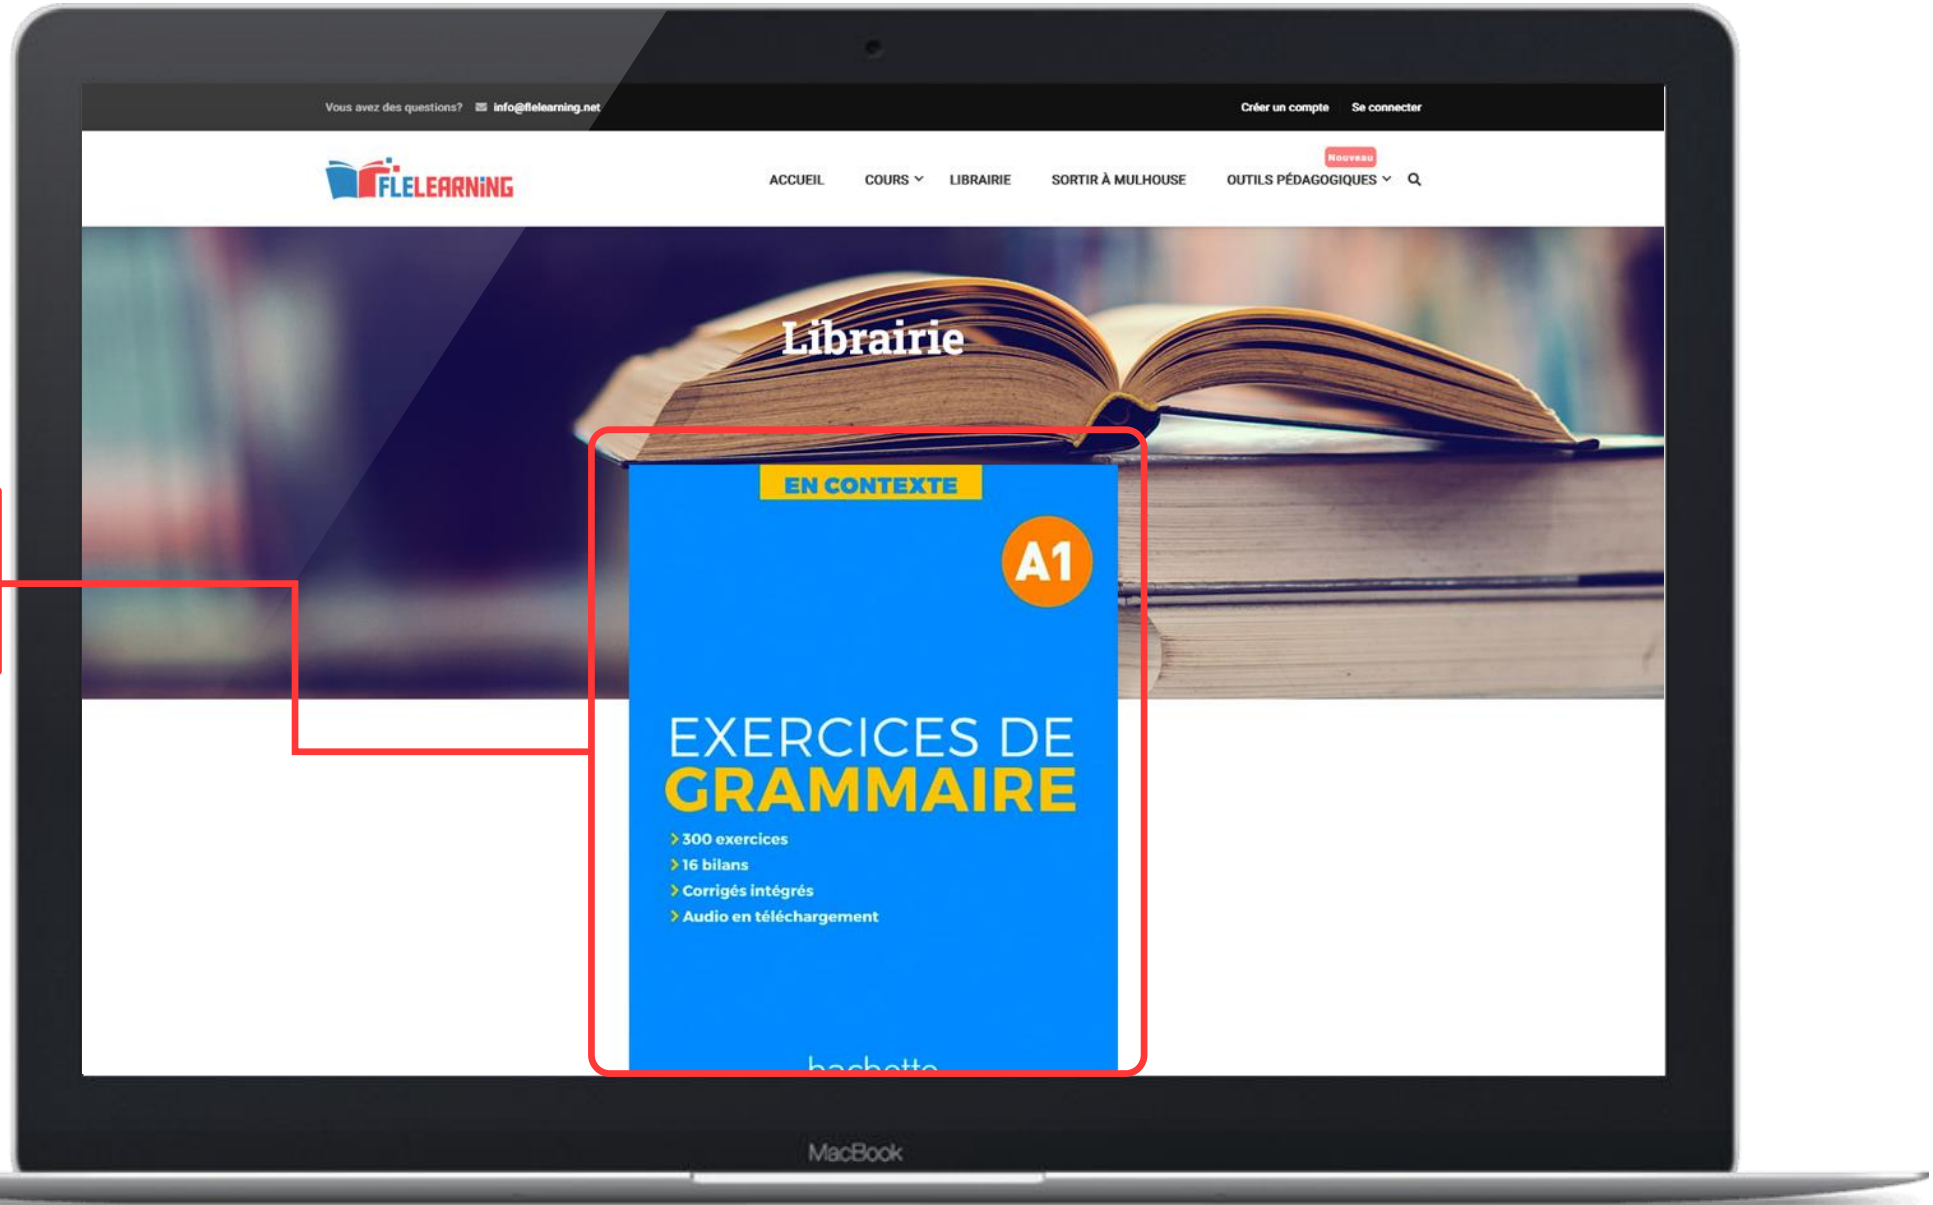 Vous avez des questions? info@flelearning.net
Créer un compte Se connecter
FLELEARNiNG
Nouveau
ACCUEIL COURS LIBRAIRIE SORTIR À MULHOUSE OUTILS PÉDAGOGIQUES
Librairie
EN CONTEXTE
A1
EXERCICES DE
GRAMMAIRE
300 exercices
16 bilans
Corrigés intégrés
Audio en téléchargement
hachette
MacBook